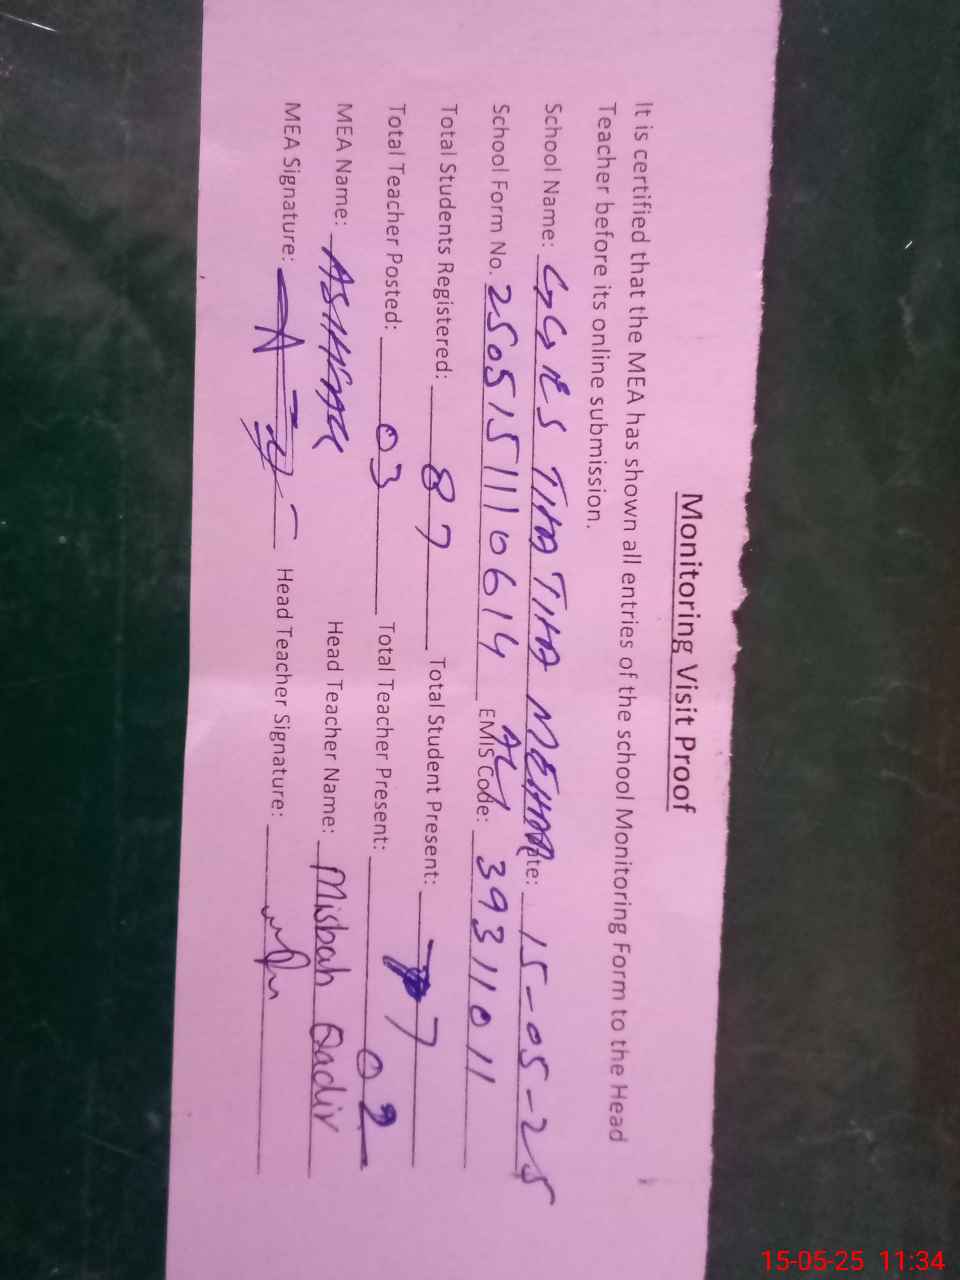 Monitoring Visit Proof
It is certified that the MEA has shown all entries of the school Monitoring Form to the Head
Teacher before its online submission.
School Name: GGES TIBBA TIBBA MEHAR Date: 15-05-25
School Form No. 2505151110614 EMIS Code: 39311011
Total Students Registered: 87 Total Student Present: 77
Total Teacher Posted: 03 Total Teacher Present: 02
MEA Name: ASHFAQ Head Teacher Name: Misbah Qadir
MEA Signature: Head Teacher Signature:
15-05-25 11:34